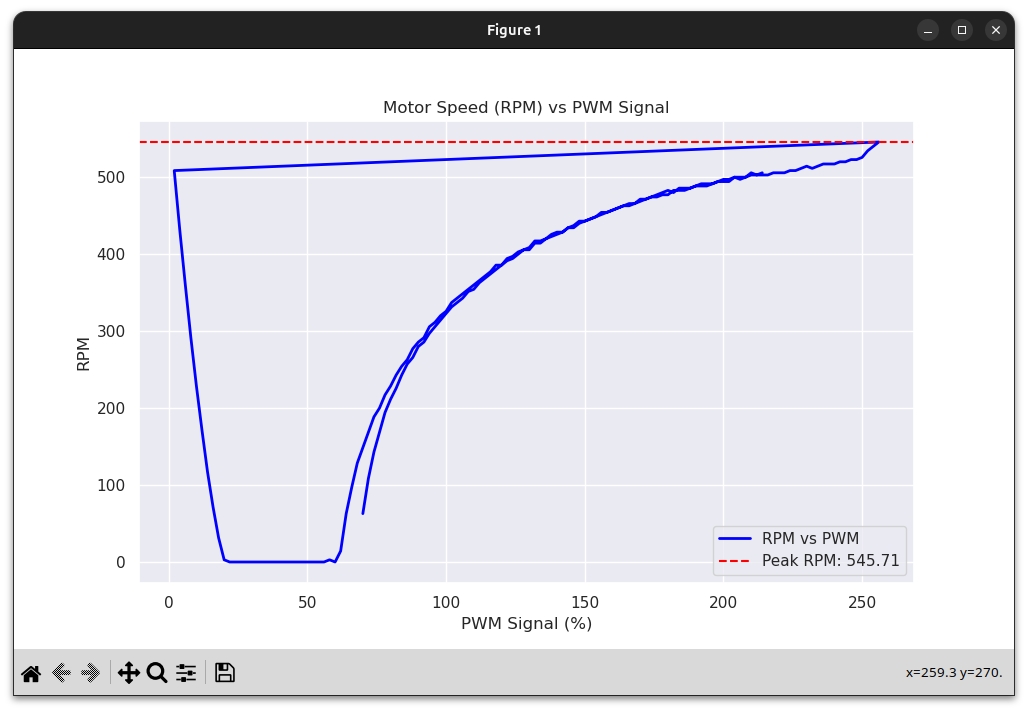 Figure 1
Motor Speed (RPM) vs PWM Signal
500
400
300
200
100
0
RPM
RPM vs PWM
Peak RPM: 545.71
0 50 100 150 200 250
PWM Signal (%)
x=259.3 y=270.